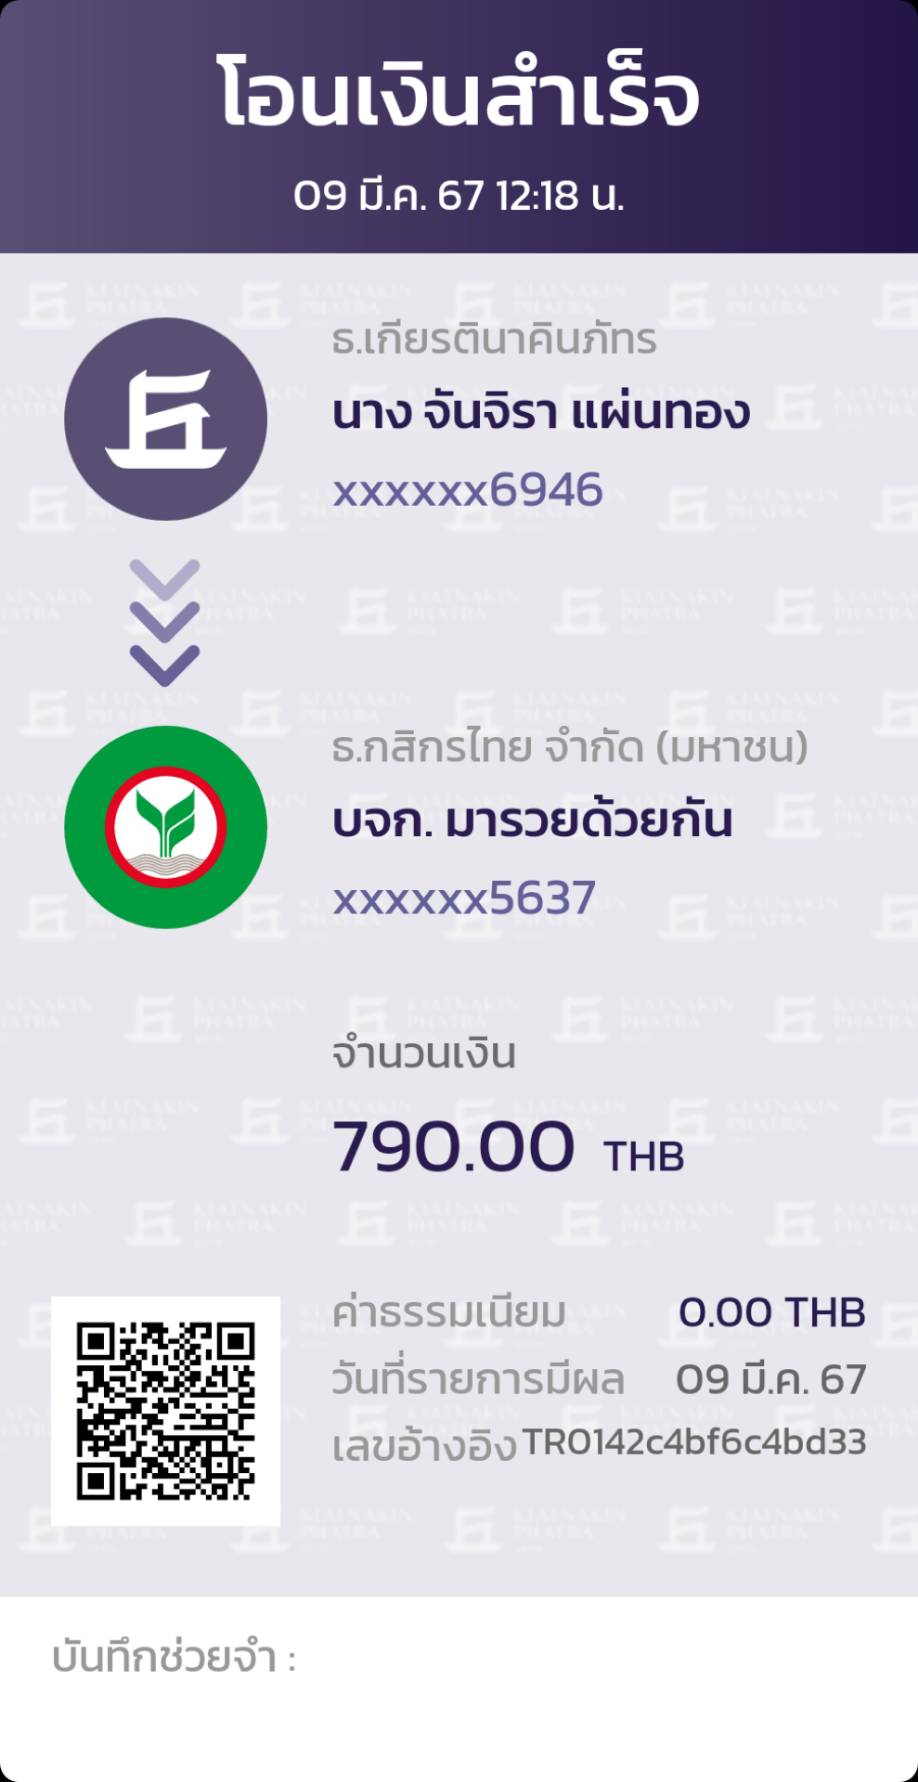 โอนเงินสำเร็จ
09 มี.ค. 67 12:18 น.
ธ.เกียรตินาคินภัทร
นาง จันจิรา แผ่นทอง
xxxxxx6946
ธ.กสิกรไทย จำกัด (มหาชน)
บจก. มารวยด้วยกัน
xxxxxx5637
จำนวนเงิน
790.00 THB
ค่าธรรมเนียม 0.00 THB
วันที่รายการมีผล 09 มี.ค. 67
เลขอ้างอิง TR0142c4bf6c4bd33
บันทึกช่วยจำ :